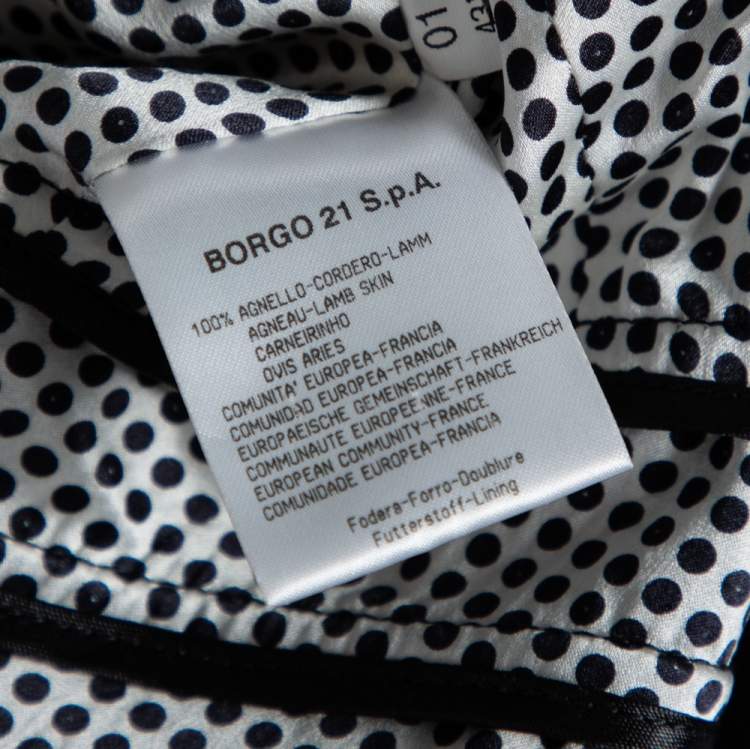 01
BORGO 21 S.p.A.
100% AGNELLO-CORDERO-LAMM
AGNEAU-LAMB SKIN
CARNEIRINHO
OVIS ARIES
COMUNITA' EUROPEA-FRANCIA
COMUNIDAD EUROPEA-FRANCIA
EUROPAEISCHE GEMEINSCHAFT-FRANKREICH
COMMUNAUTE EUROPEENNE-FRANCE
EUROPEAN COMMUNITY-FRANCE
COMUNIDADE EUROPEA-FRANCIA
Fodera-Forro-Doublure
Futterstoff-Lining